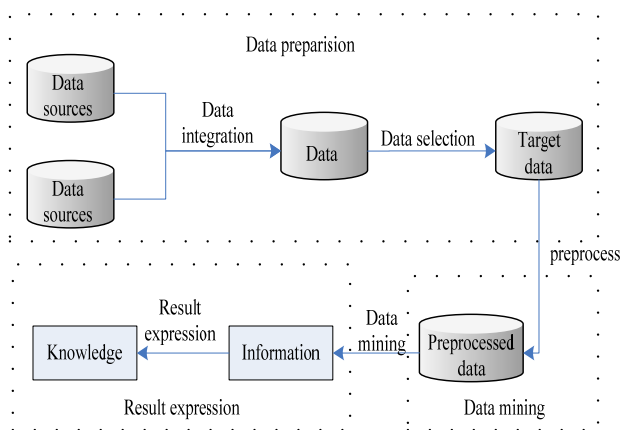 Data preparision
Data
sources
Data
integration
Data
Data selection
Target
data
Data
sources
preprocess
Result
expression
Data
mining
Knowledge
Information
Preprocessed
data
Result expression
Data mining